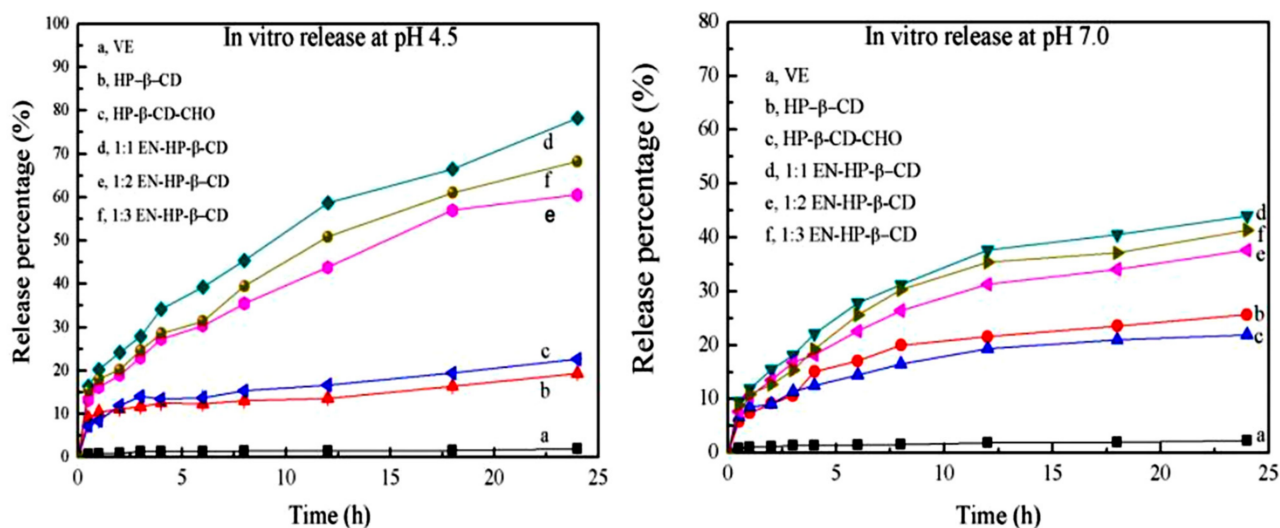 In vitro release at pH 4.5
Release percentage (%)
100
90
80
70
60
50
40
30
20
10
0
a, VE
b, HP-β–CD
c, HP-β-CD-CHO
d, 1:1 EN-HP-β-CD
e, 1:2 EN-HP-β–CD
f, 1:3 EN-HP-β–CD
d
f
e
c
b
a
0 5 10 15 20 25
Time (h)
In vitro release at pH 7.0
Release percentage (%)
80
70
60
50
40
30
20
10
0
a, VE
b, HP-β–CD
c, HP-β-CD-CHO
d, 1:1 EN-HP-β–CD
e, 1:2 EN-HP-β-CD
f, 1:3 EN-HP-β–CD
d
f
e
b
c
a
0 5 10 15 20 25
Time (h)